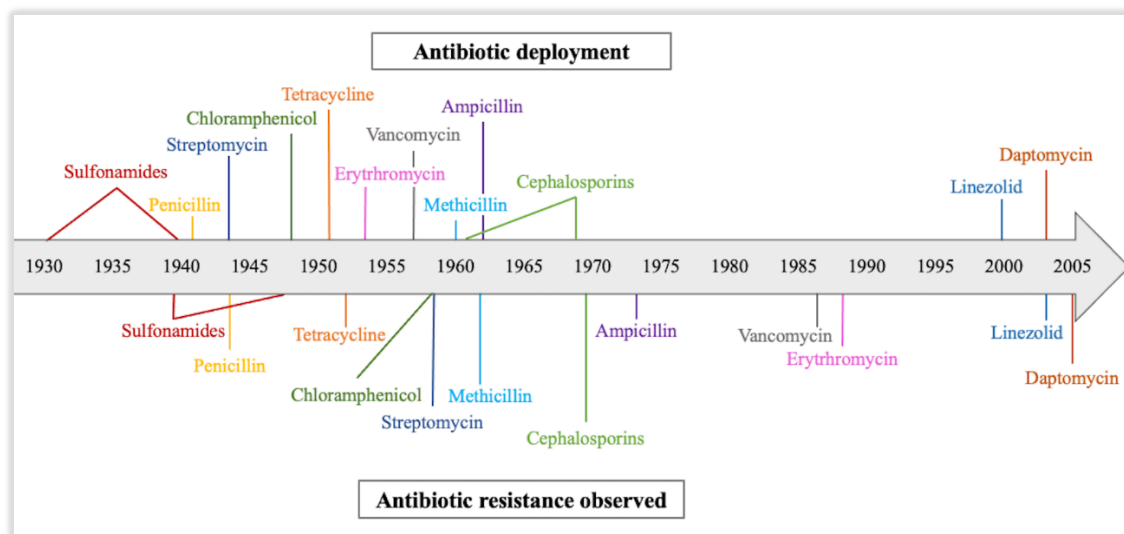 Antibiotic deployment
Tetracycline
Chloramphenicol
Ampicillin
Vancomycin
Streptomycin
Daptomycin
Sulfonamides
Erytrhromycin
Cephalosporins
Linezolid
Penicillin
Methicillin
1930 1935 1940 1945 1950 1955 1960 1965 1970 1975 1980 1985 1990 1995 2000 2005
Sulfonamides
Tetracycline
Ampicillin
Vancomycin
Linezolid
Penicillin
Erytrhromycin
Daptomycin
Chloramphenicol
Methicillin
Streptomycin
Cephalosporins
Antibiotic resistance observed